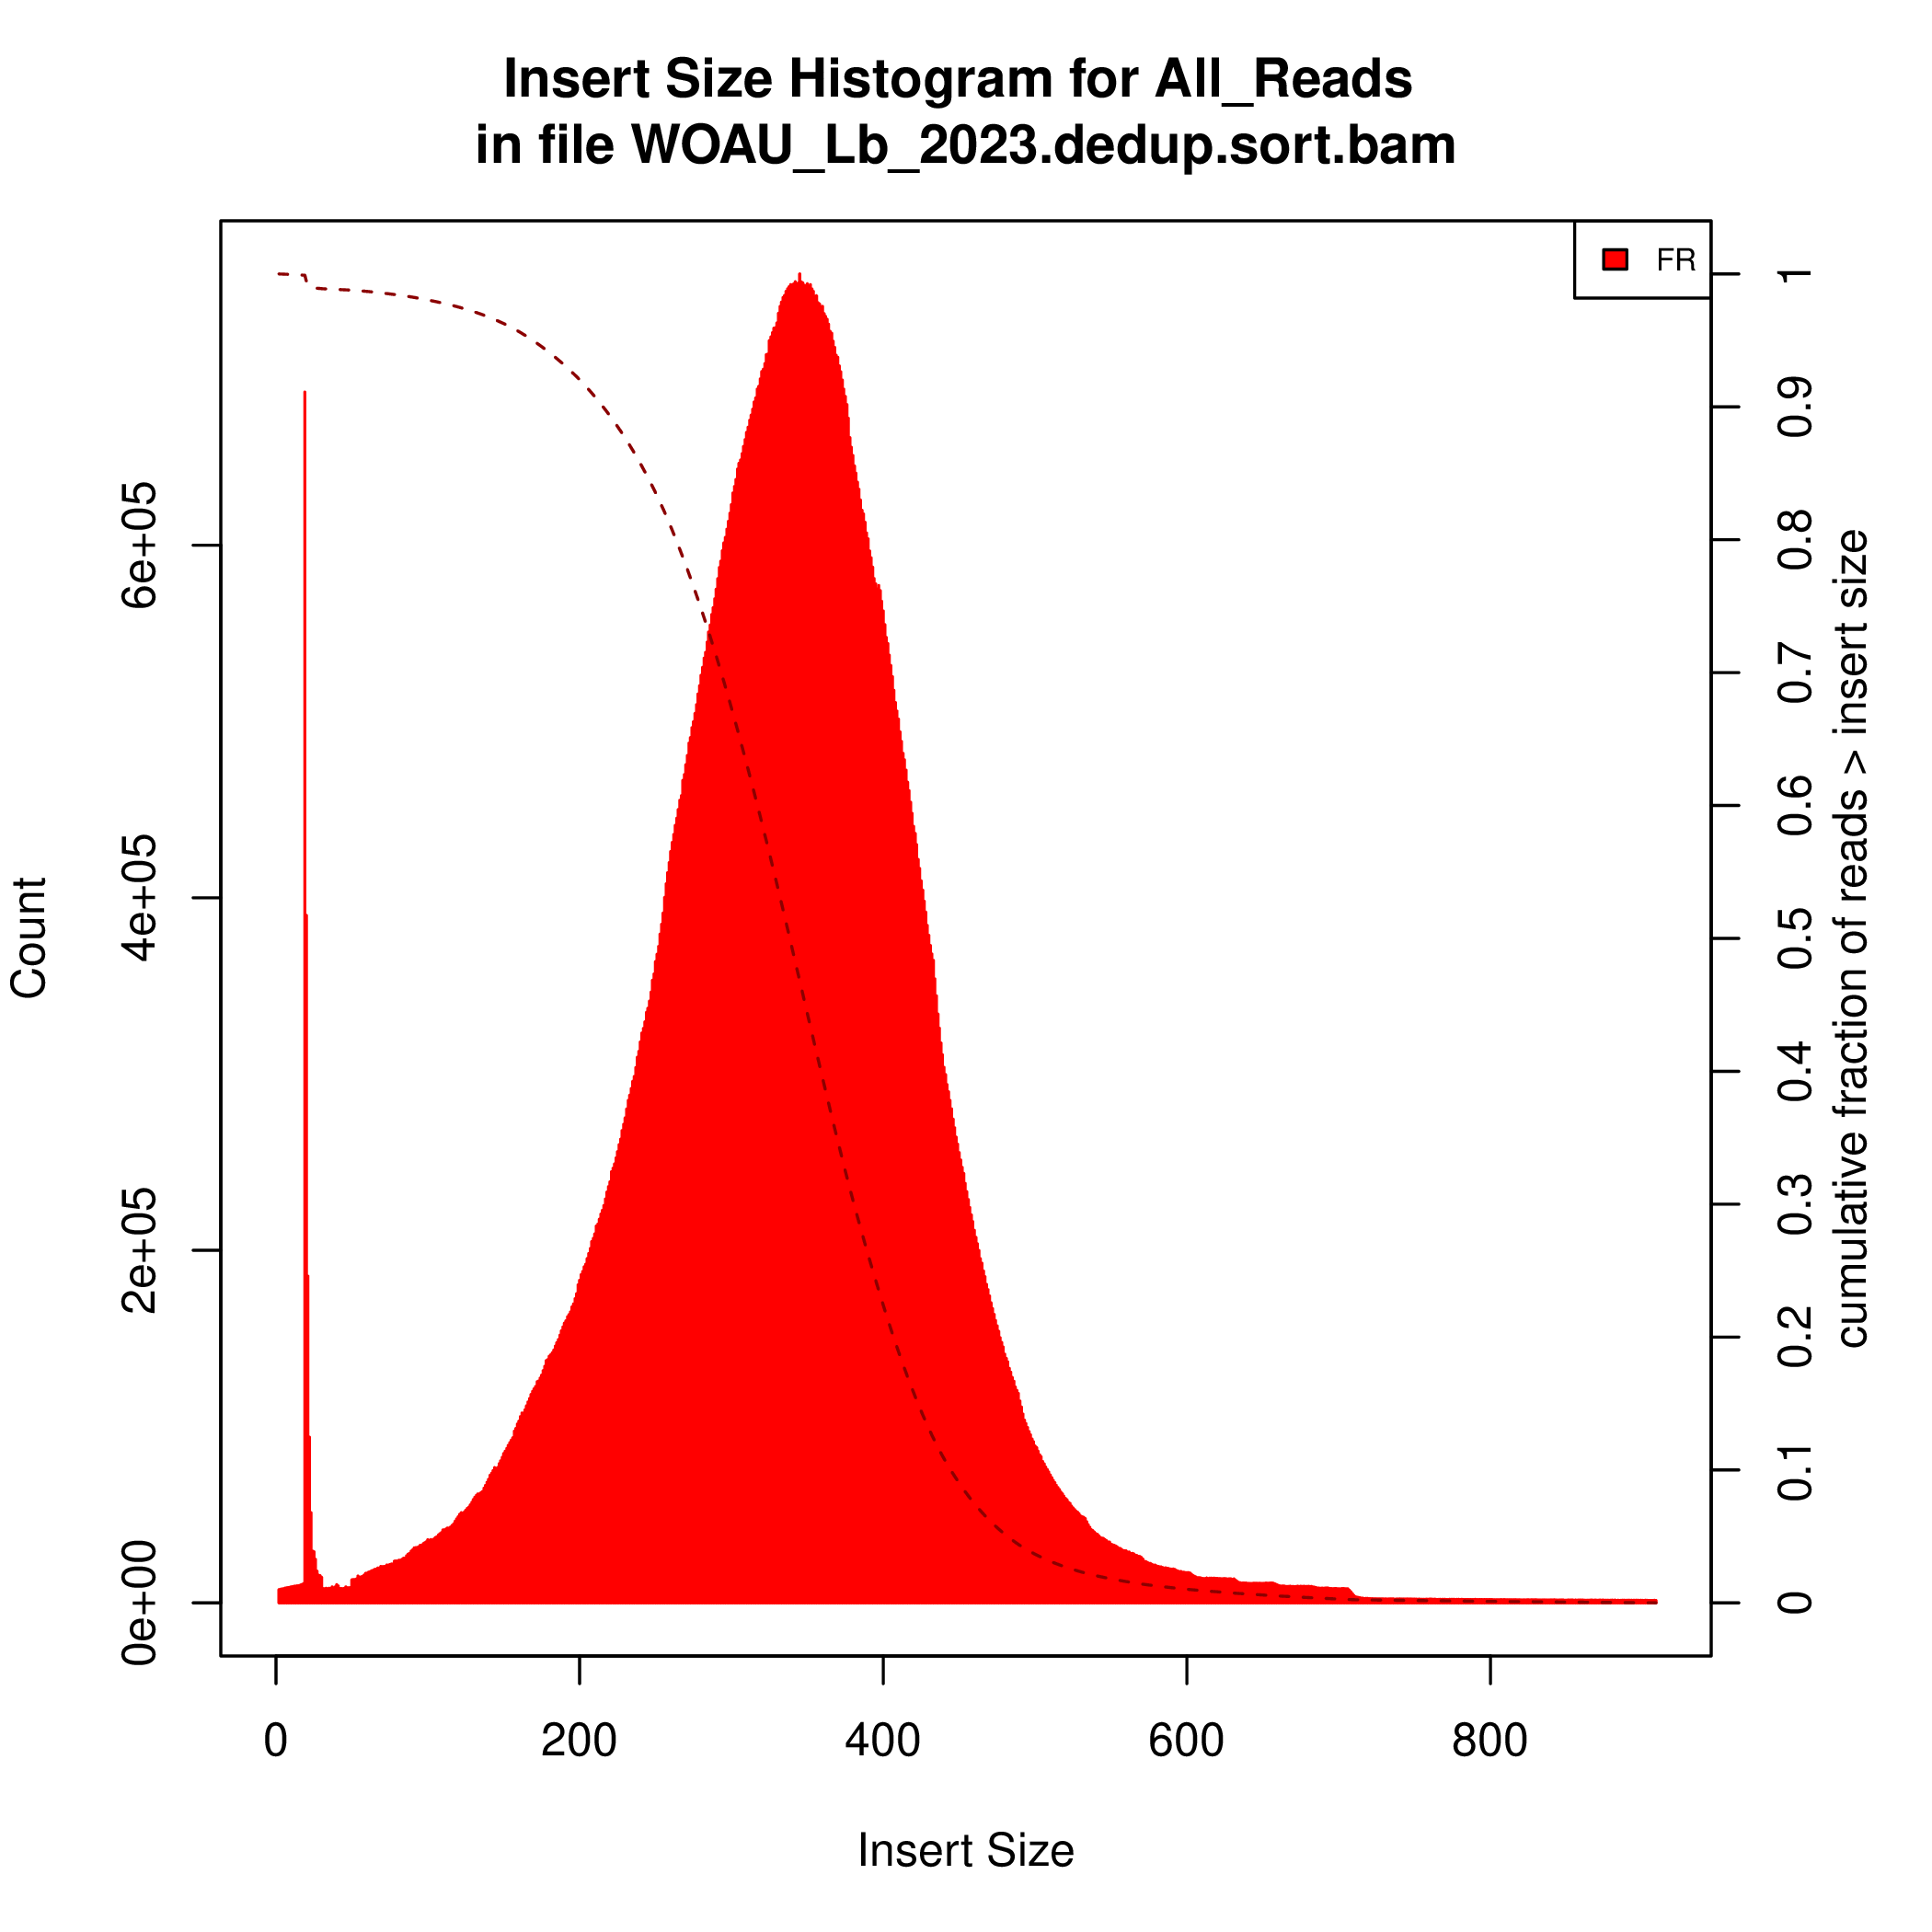 Insert Size Histogram for All_Reads
in file WOAU_Lb_2023.dedup.sort.bam
FR
Count
0e+00
2e+05
4e+05
6e+05
0
200
400
600
800
Insert Size
0
0.1
0.2
0.3
0.4
0.5
0.6
0.7
0.8
0.9
1
cumulative fraction of reads > insert size